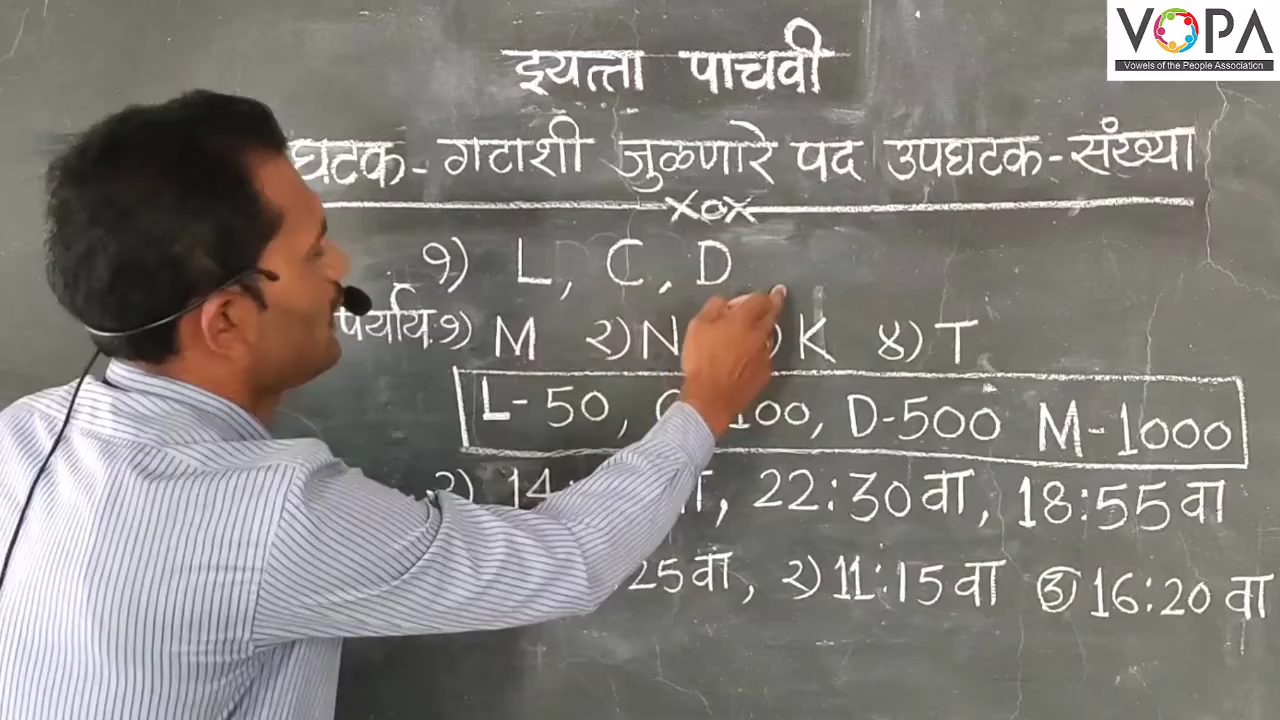 VOPA
Vowels of the People Association
इयत्ता पाचवी
घटक - गटाशी जुळणारे पद उपघटक - संख्या
१) L, C, D
पर्याय १) M २) N K ४) T
L - 50, 100, D - 500 M - 1000
२) 14: 22:30 वा, 18:55 वा
25 वा, २) 11:15 वा ③ 16:20 वा